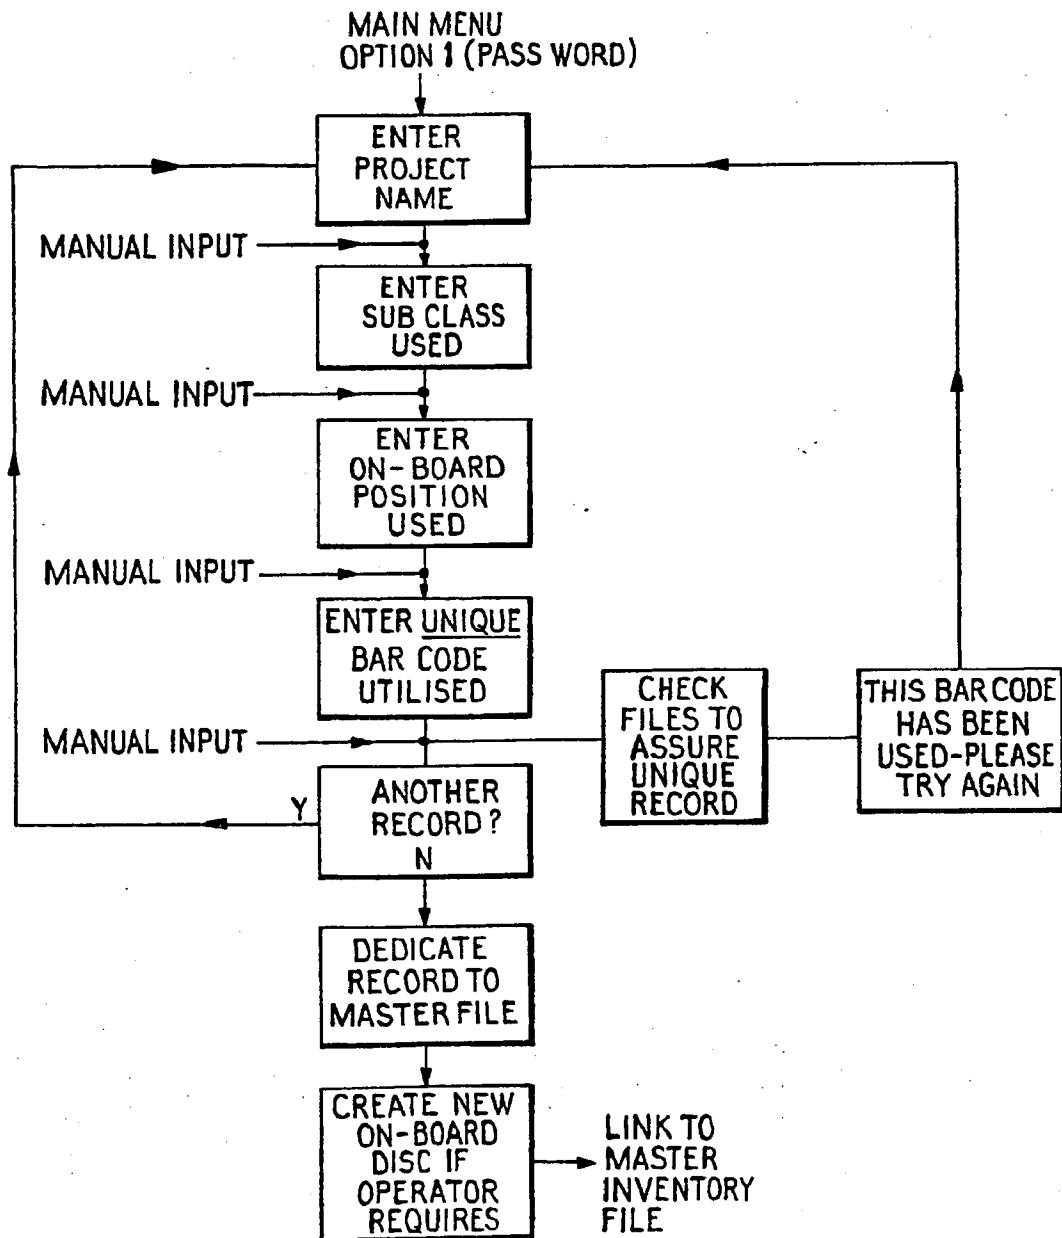 MAIN MENU
OPTION 1 (PASS WORD)
ENTER
PROJECT
NAME
MANUAL INPUT
ENTER
SUB CLASS
USED
MANUAL INPUT
ENTER
ON-BOARD
POSITION
USED
MANUAL INPUT
ENTER UNIQUE
BAR CODE
UTILISED
MANUAL INPUT
CHECK
FILES TO
ASSURE
UNIQUE
RECORD
THIS BAR CODE
HAS BEEN
USED-PLEASE
TRY AGAIN
Y
ANOTHER
RECORD?
N
DEDICATE
RECORD TO
MASTER FILE
CREATE NEW
ON-BOARD
DISC IF
OPERATOR
REQUIRES
LINK TO
MASTER
INVENTORY
FILE